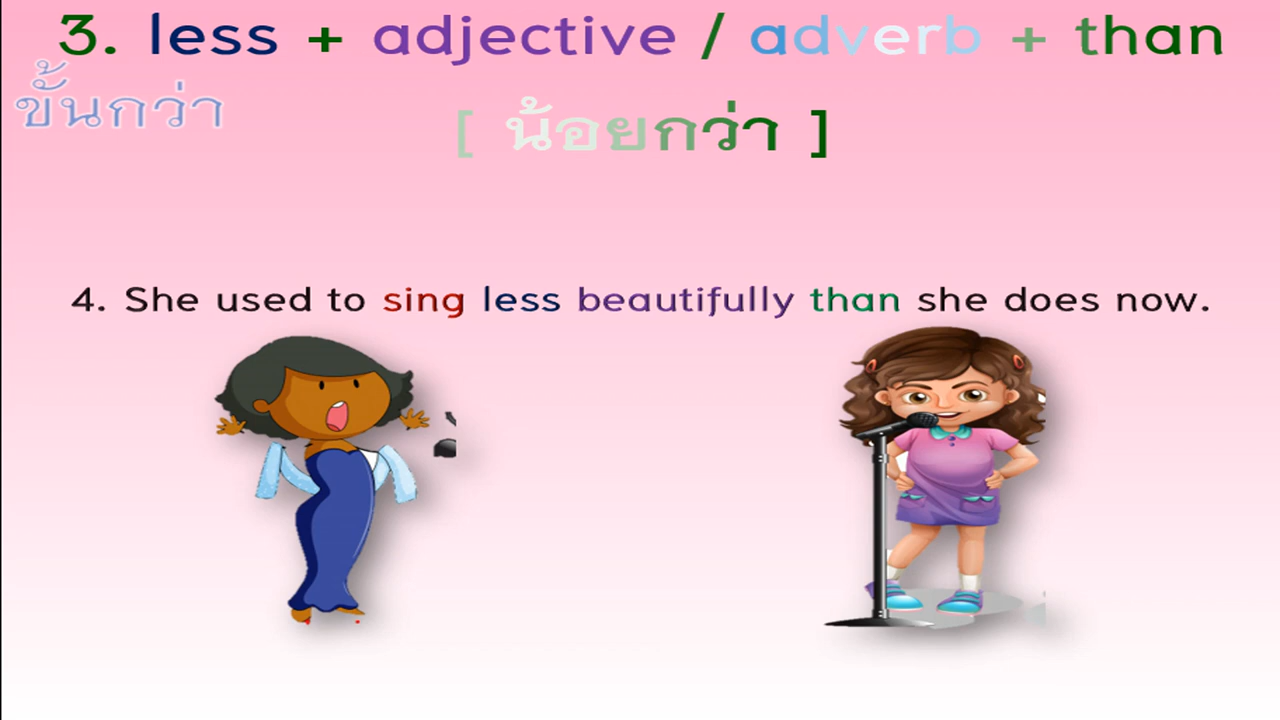 3. less + adjective / adverb + than
ขั้นกว่า
[ น้อยกว่า ]
4. She used to sing less beautifully than she does now.